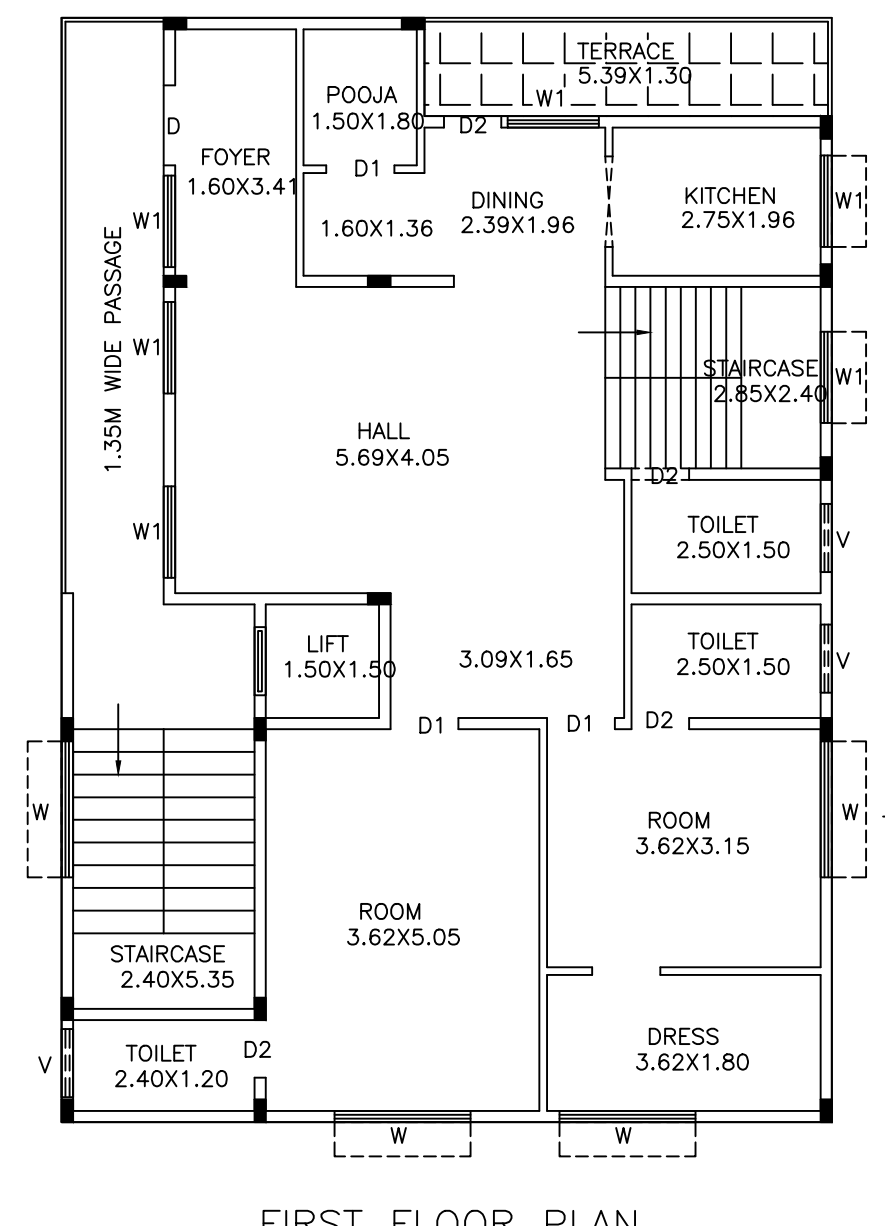 TERRACE
5.39X1.30
POOJA
1.50X1.80
W1
D
D2
FOYER
1.60X3.41
D1
DINING
2.39X1.96
KITCHEN
2.75X1.96
W1
W1
1.60X1.36
1.35M WIDE PASSAGE
W1
STAIRCASE
2.85X2.40
W1
HALL
5.69X4.05
D2
W1
TOILET
2.50X1.50
V
LIFT
1.50X1.50
3.09X1.65
TOILET
2.50X1.50
V
D1
D1
D2
W
ROOM
3.62X3.15
W
ROOM
3.62X5.05
STAIRCASE
2.40X5.35
TOILET
2.40X1.20
V
D2
DRESS
3.62X1.80
W
W
FIRST FLOOR PLAN